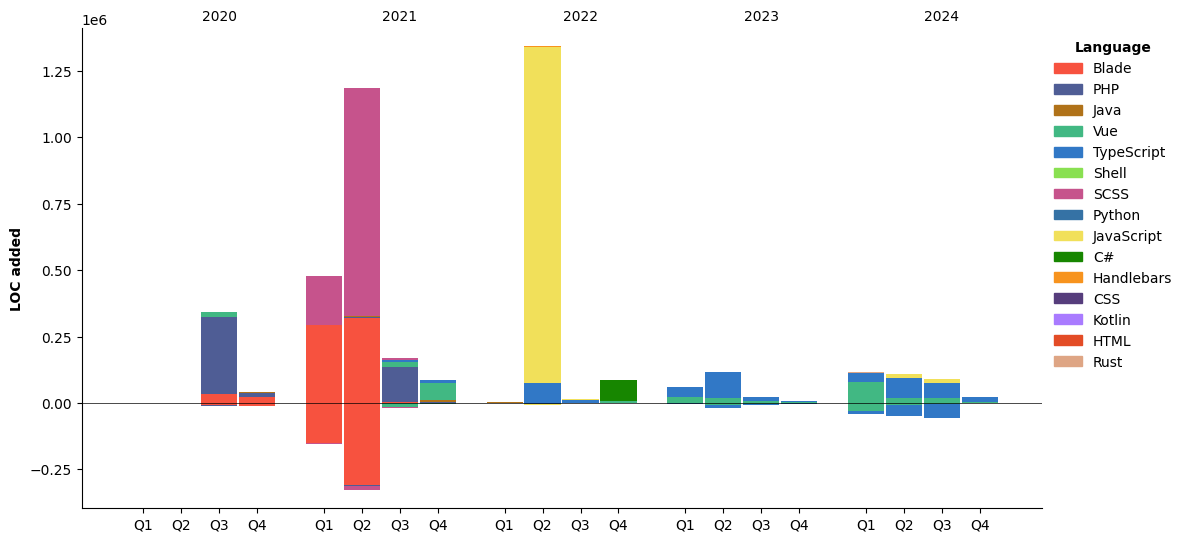 2020 2021 2022 2023 2024
1e6
Language
Blade
PHP
Java
Vue
TypeScript
Shell
SCSS
Python
JavaScript
C#
Handlebars
CSS
Kotlin
HTML
Rust
LOC added
1.25
1.00
0.75
0.50
0.25
0.00
−0.25
Q1 Q2 Q3 Q4 Q1 Q2 Q3 Q4 Q1 Q2 Q3 Q4 Q1 Q2 Q3 Q4 Q1 Q2 Q3 Q4